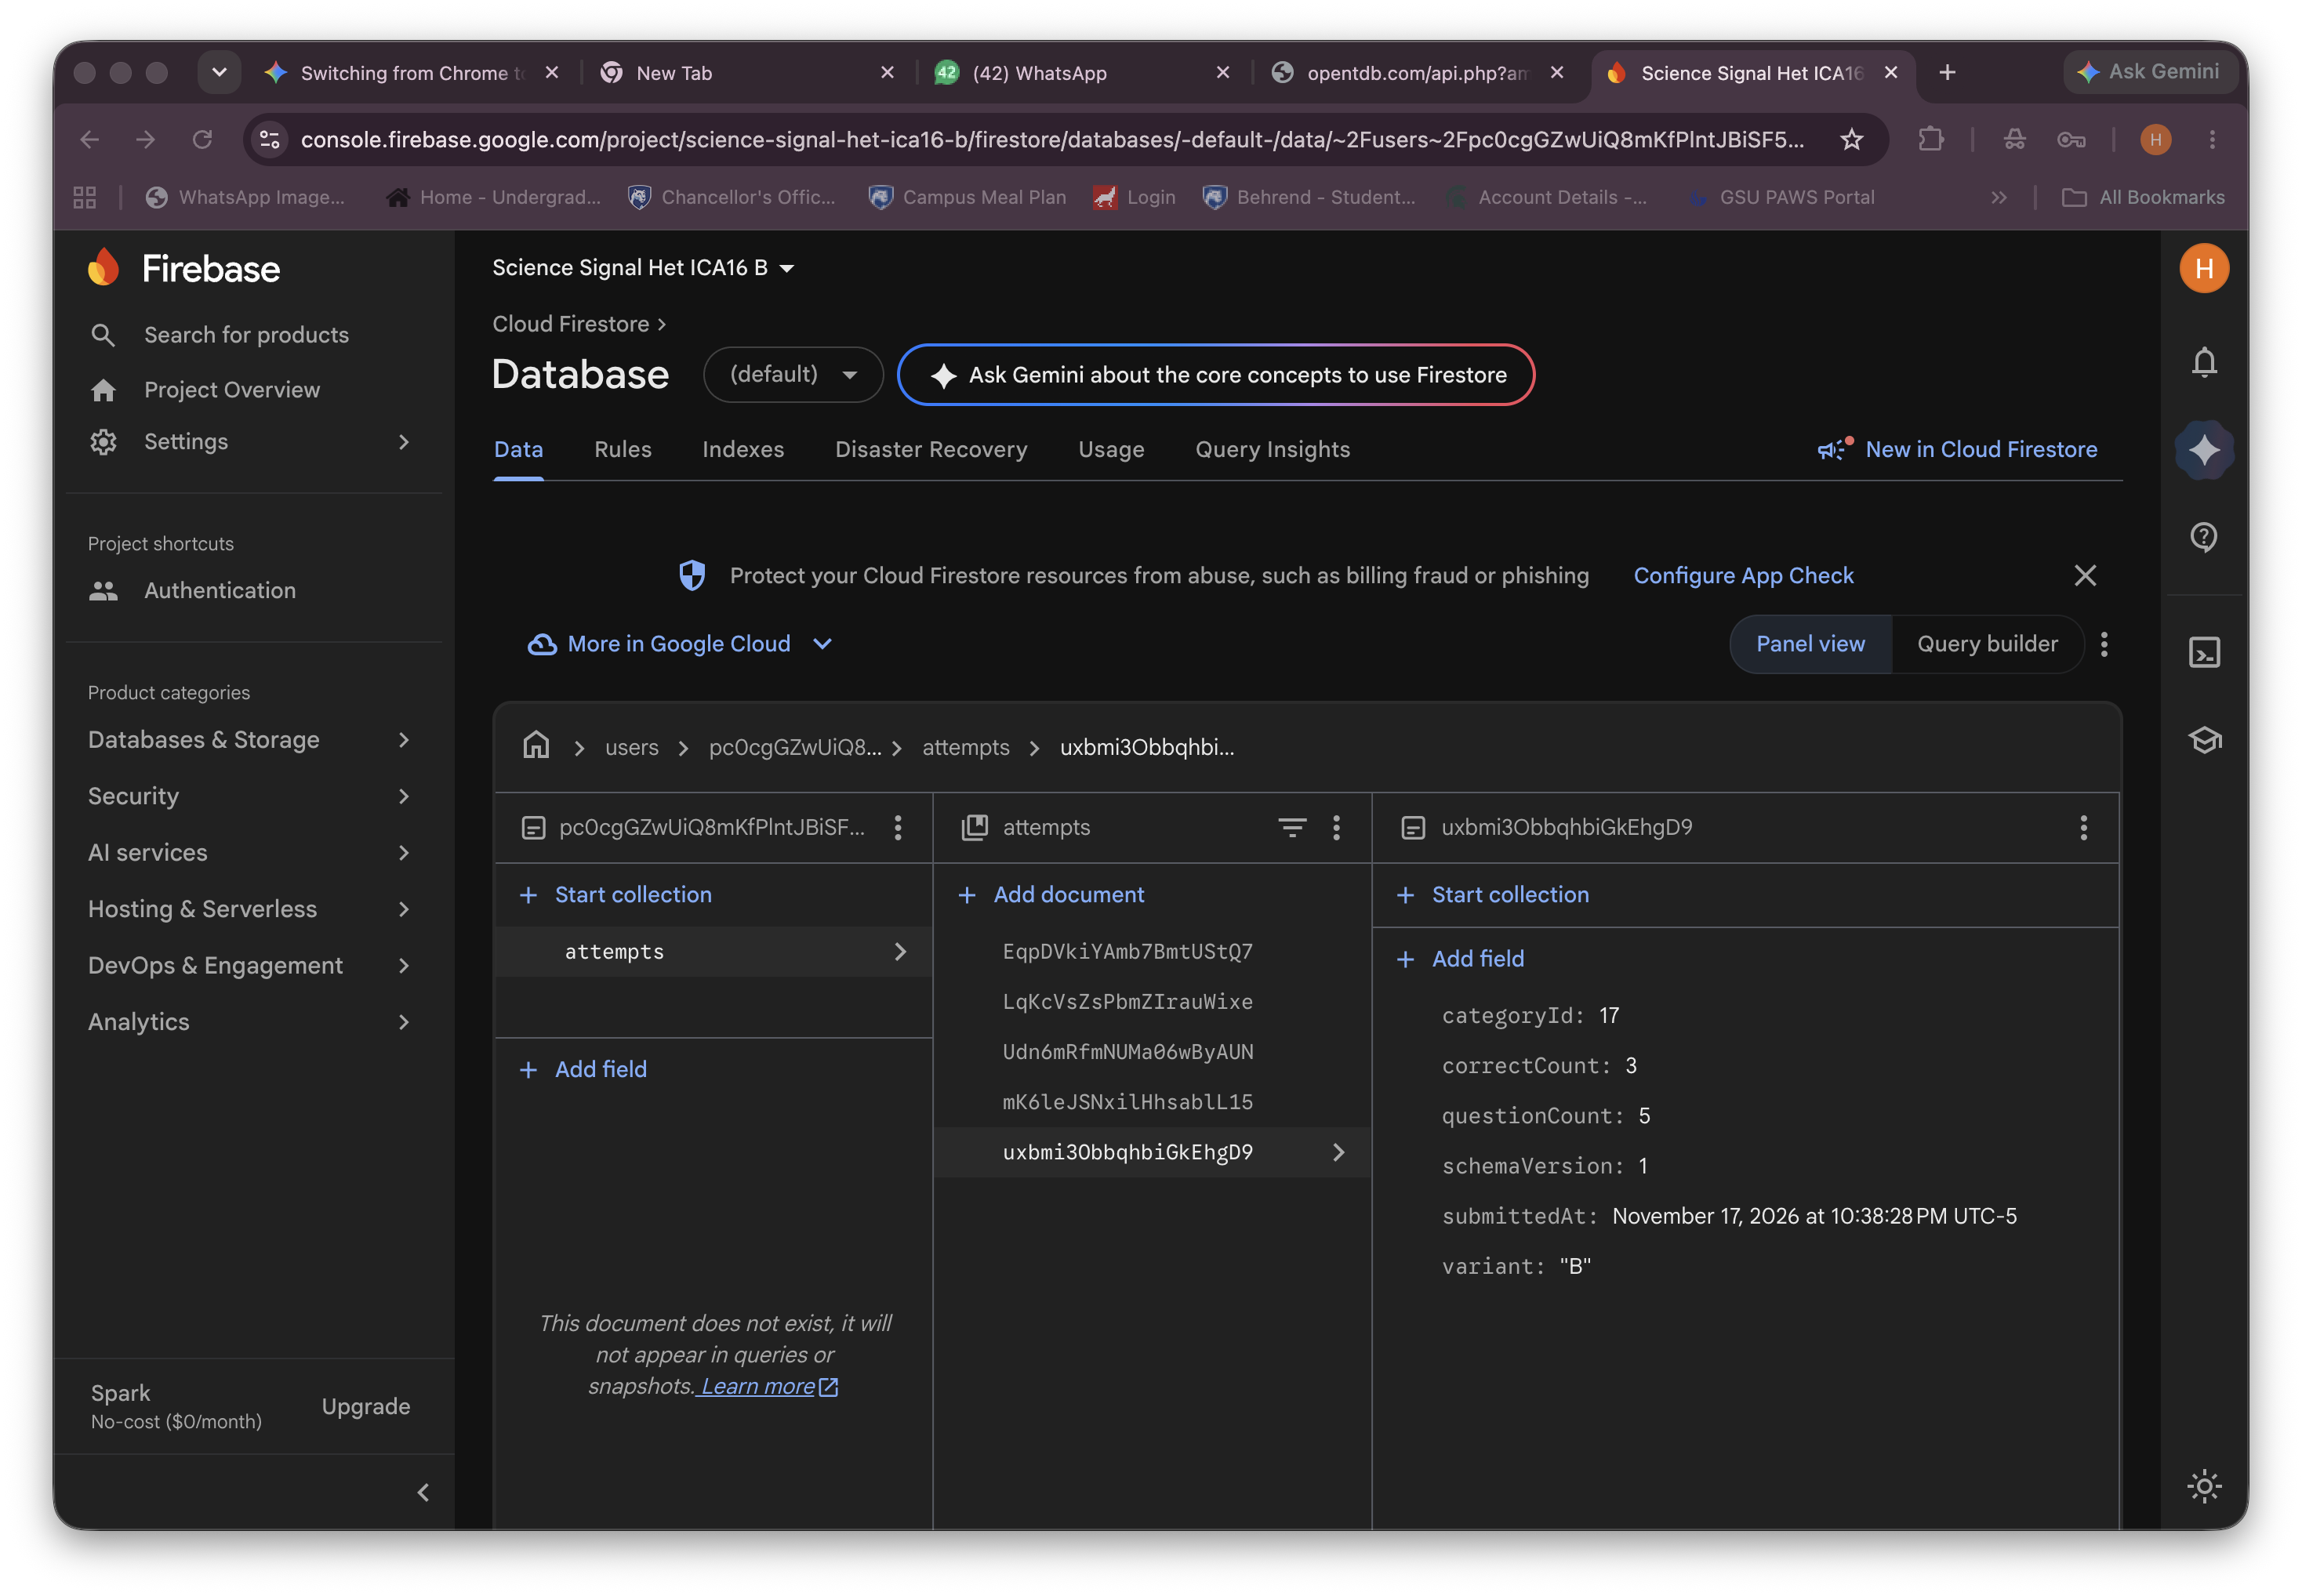 Switching from Chrome to
New Tab
42
(42) WhatsApp
opentdb.com/api.php?am
Science Signal Het ICA16
Ask Gemini
console.firebase.google.com/project/science-signal-het-ica16-b/firestore/databases/-default-/data/~2Fusers~2Fpc0cgGZwUiQ8mKfPlntJBiSF5...
H
WhatsApp Image...
Home - Undergrad...
Chancellor's Offic...
Campus Meal Plan
Login
Behrend - Student...
Account Details -...
GSU PAWS Portal
All Bookmarks
Firebase
Search for products
Project Overview
Settings
Project shortcuts
Authentication
Product categories
Databases & Storage
Security
AI services
Hosting & Serverless
DevOps & Engagement
Analytics
Spark
No-cost ($0/month)
Upgrade
Science Signal Het ICA16 B
H
Cloud Firestore
Database
(default)
Ask Gemini about the core concepts to use Firestore
Data
Rules
Indexes
Disaster Recovery
Usage
Query Insights
New in Cloud Firestore
Protect your Cloud Firestore resources from abuse, such as billing fraud or phishing
Configure App Check
More in Google Cloud
Panel view
Query builder
users
pc0cgGZwUiQ8...
attempts
uxbmi3Obbqhbi...
pc0cgGZwUiQ8mKfPlntJBiSF...
Start collection
attempts
Add field
This document does not exist, it will
not appear in queries or
snapshots. Learn more
attempts
Add document
EqpDVkiYAmb7BmtUStQ7
LqKcVsZsPbmZIrauWixe
Udn6mRfmNUMa06wByAUN
mK6leJSNxilHhsablL15
uxbmi3ObbqhbiGkEhgD9
uxbmi3ObbqhbiGkEhgD9
Start collection
Add field
categoryId: 17
correctCount: 3
questionCount: 5
schemaVersion: 1
submittedAt: November 17, 2026 at 10:38:28 PM UTC-5
variant: "B"